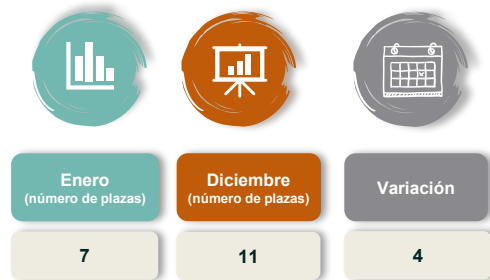 Enero
(número de plazas)
Diciembre
(número de plazas)
Variación
7
11
4